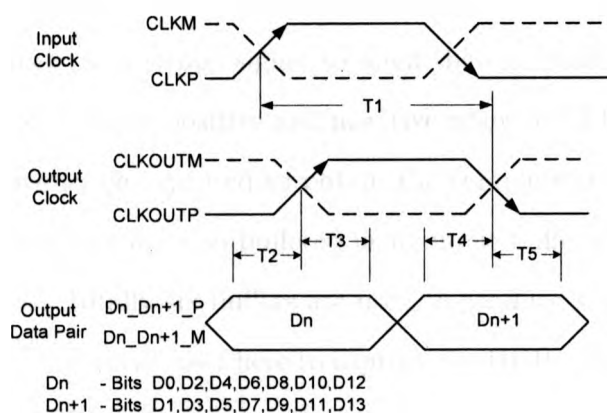 CLKM
Input
Clock
CLKP
T1
CLKOUTM
Output
Clock
CLKOUTP
T2
T3
T4
T5
Output
Data Pair
Dn_Dn+1_P
Dn_Dn+1_M
Dn
Dn+1
Dn - Bits D0,D2,D4,D6,D8,D10,D12
Dn+1 - Bits D1,D3,D5,D7,D9,D11,D13